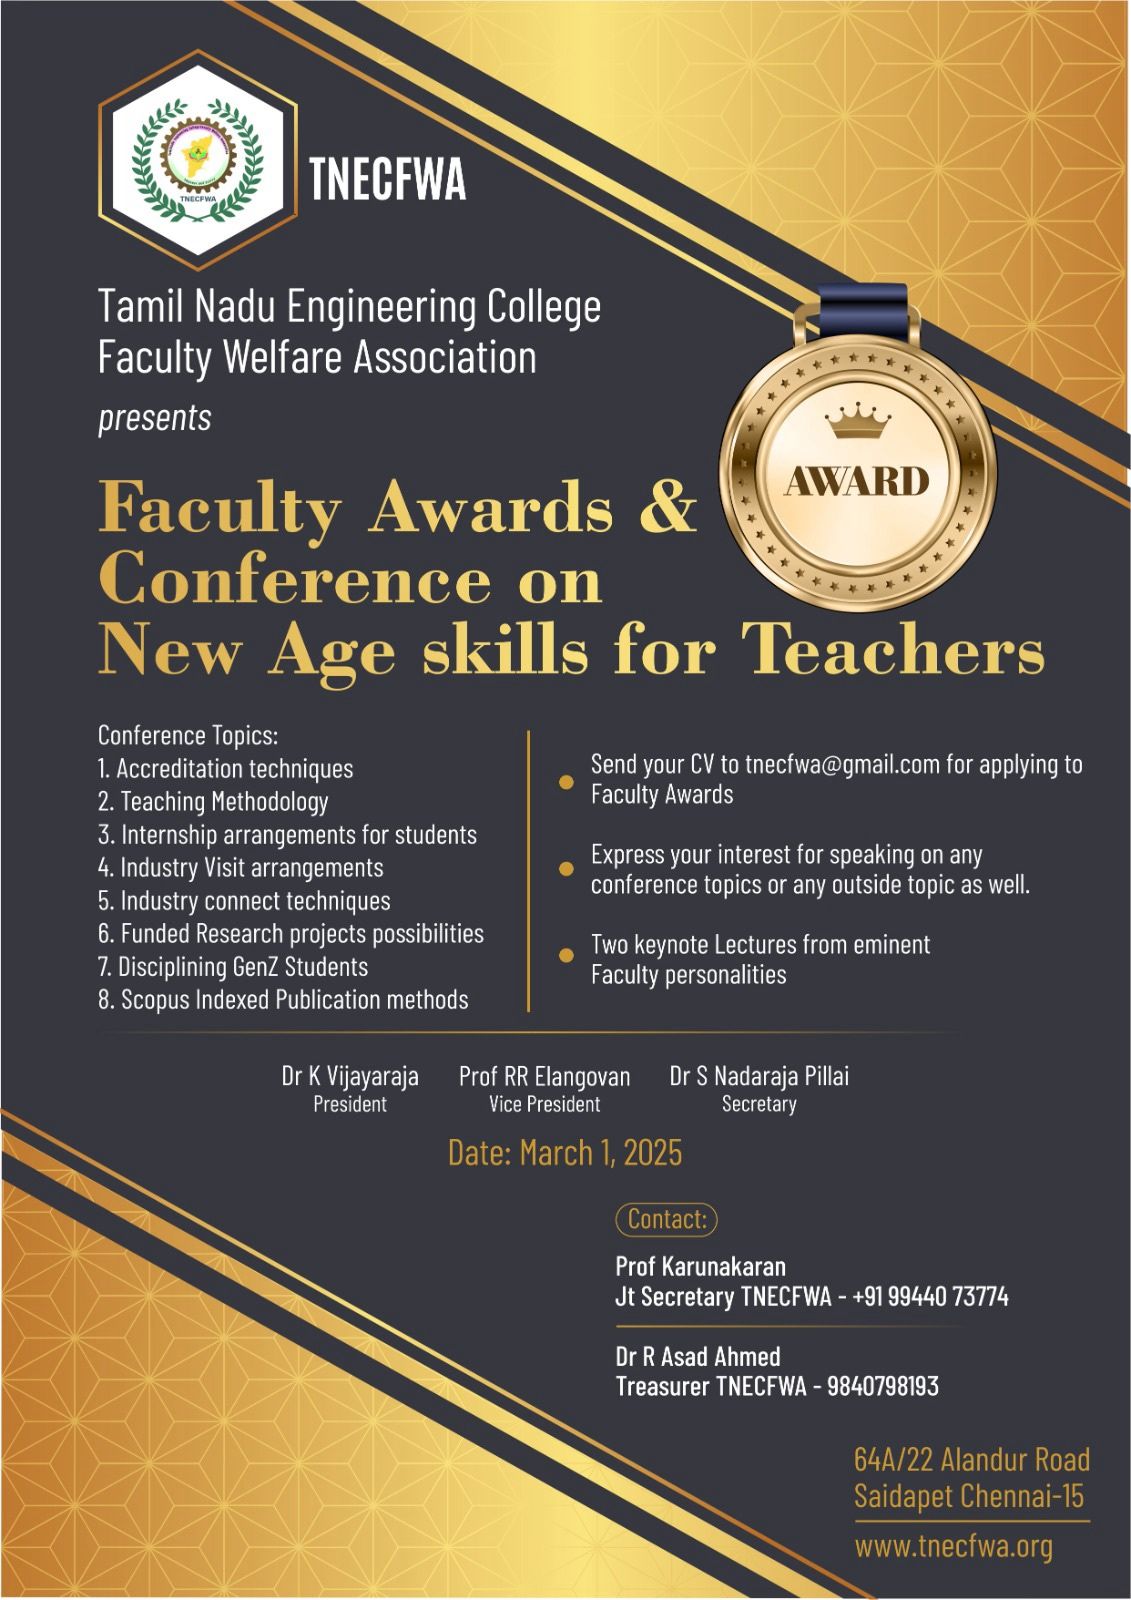 TNECFWA
TNECFWA
Tamil Nadu Engineering College
Faculty Welfare Association
presents
AWARD
Faculty Awards &
Conference on
New Age skills for Teachers
Conference Topics:
1. Accreditation techniques
2. Teaching Methodology
3. Internship arrangements for students
4. Industry Visit arrangements
5. Industry connect techniques
6. Funded Research projects possibilities
7. Disciplining GenZ Students
8. Scopus Indexed Publication methods
Send your CV to tnecfwa@gmail.com for applying to
Faculty Awards
Express your interest for speaking on any
conference topics or any outside topic as well.
Two keynote Lectures from eminent
Faculty personalities
Dr K Vijayaraja
President
Prof RR Elangovan
Vice President
Dr S Nadaraja Pillai
Secretary
Date: March 1, 2025
Contact:
Prof Karunakaran
Jt Secretary TNECFWA - +91 99440 73774
Dr R Asad Ahmed
Treasurer TNECFWA - 9840798193
64A/22 Alandur Road
Saidapet Chennai-15
www.tnecfwa.org